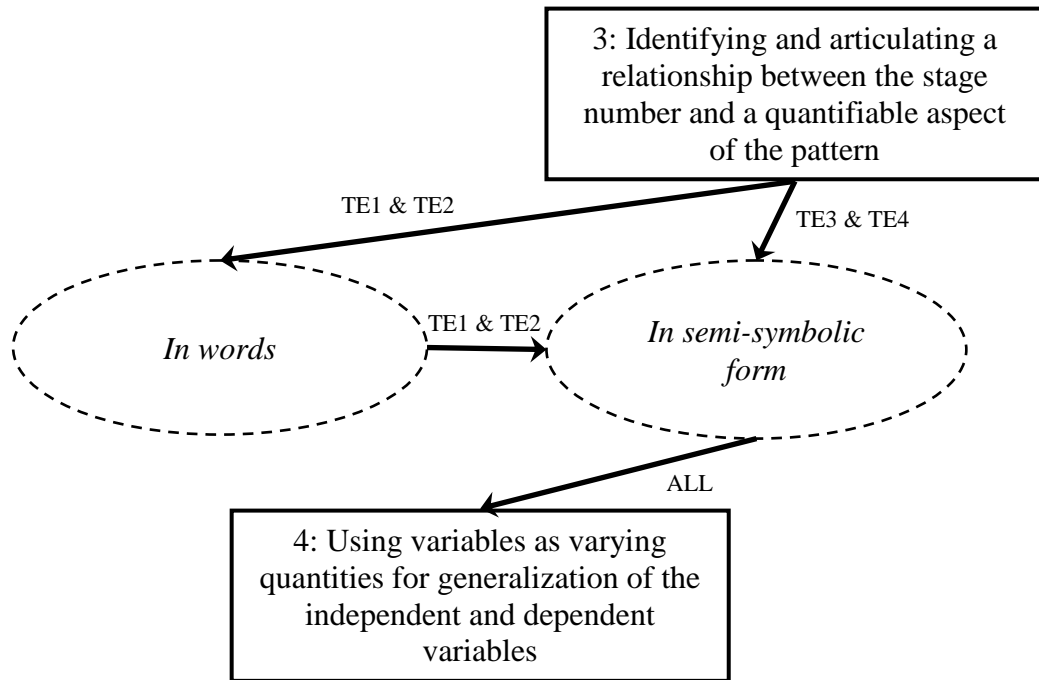 3: Identifying and articulating a
relationship between the stage
number and a quantifiable aspect
of the pattern
TE1 & TE2
TE3 & TE4
In words
TE1 & TE2
In semi-symbolic
form
ALL
4: Using variables as varying
quantities for generalization of the
independent and dependent
variables